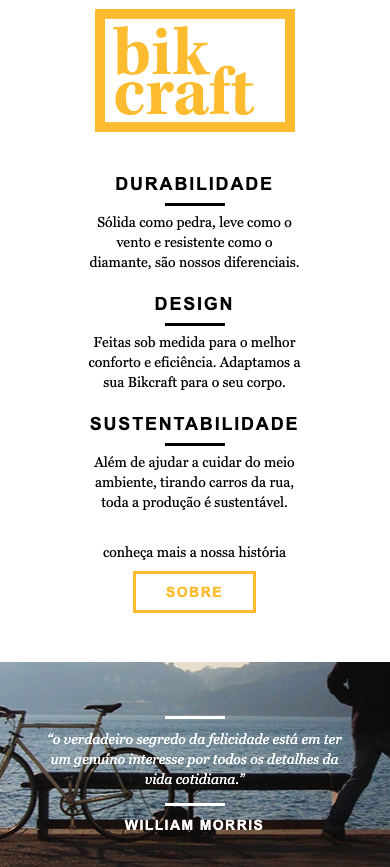 bik
craft
DURABILIDADE
Sólida como pedra, leve como o
vento e resistente como o
diamante, são nossos diferenciais.
DESIGN
Feitas sob medida para o melhor
conforto e eficiência. Adaptamos a
sua Bikcraft para o seu corpo.
SUSTENTABILIDADE
Além de ajudar a cuidar do meio
ambiente, tirando carros da rua,
toda a produção é sustentável.
conheça mais a nossa história
SOBRE
“o verdadeiro segredo da felicidade está em ter
um genuíno interesse por todos os detalhes da
vida cotidiana.”
WILLIAM MORRIS